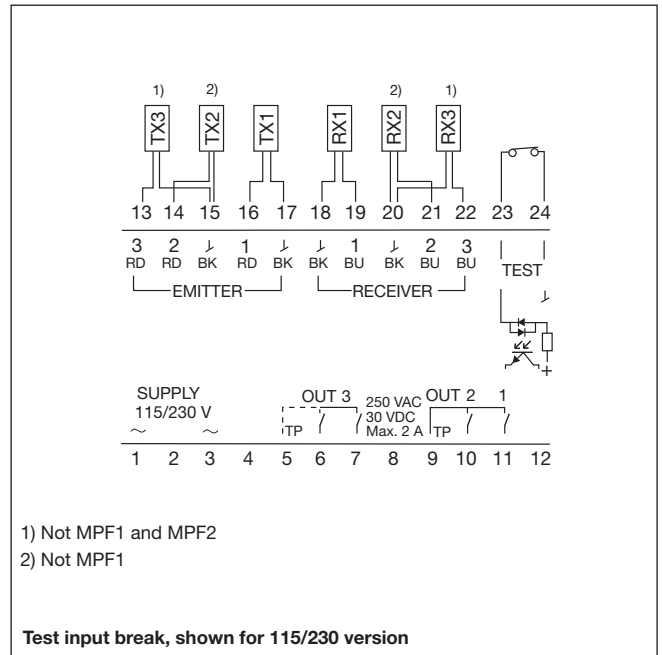 1) 2) 2) 1)
TX3 TX2 TX1 RX1 RX2 RX3
13 14 15 16 17 18 19 20 21 22 23 24
3 2 1 1 2 3
RD RD BK RD BK BK BU BK BU BU
TEST
EMITTER RECEIVER
+
SUPPLY
115/230 V
~ ~
OUT 3 250 VAC OUT 2 1
30 VDC
TP Max. 2 A TP
1 2 3 4 5 6 7 8 9 10 11 12
1) Not MPF1 and MPF2
2) Not MPF1
Test input break, shown for 115/230 version